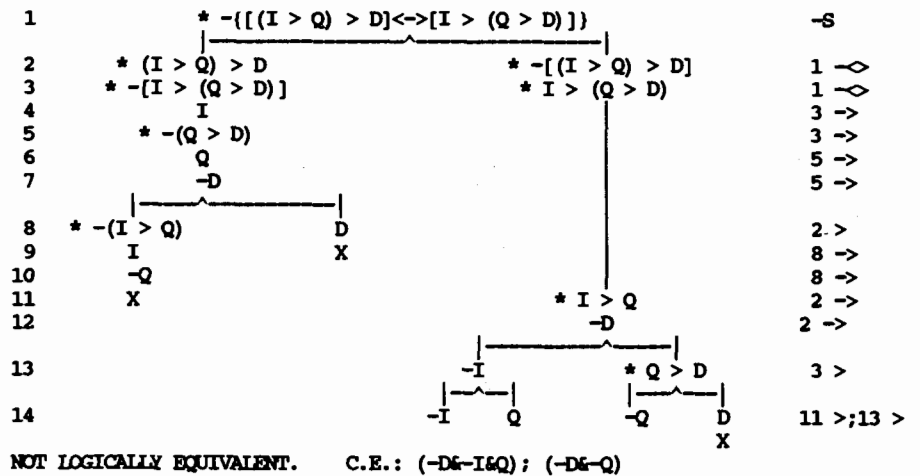 1 * -{[(I > Q) > D]<->[I > (Q > D)]} -S
2 * (I > Q) > D * -[(I > Q) > D] 1 -<>
3 * -[I > (Q > D)] * I > (Q > D) 1 -<>
4 I 3 ->
5 * -(Q > D) 3 ->
6 Q 5 ->
7 -D 5 ->
8 * -(I > Q) D 2 >
9 I X 8 ->
10 -Q 8 ->
11 X * I > Q 2 ->
12 -D 2 ->
13 -I * Q > D 3 >
14 -I Q -Q D 11 >;13 >
X
NOT LOGICALLY EQUIVALENT. C.E.: (-D&-I&Q); (-D&-Q)